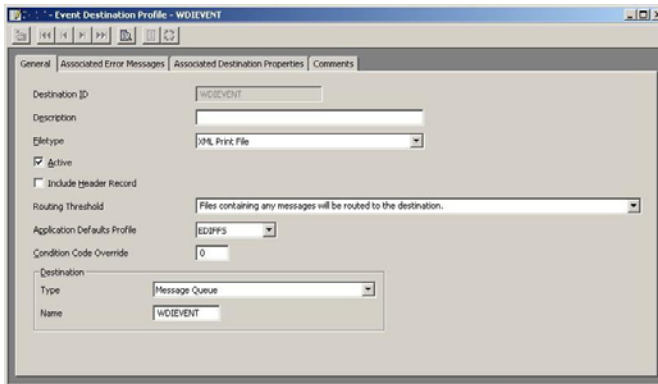 - Event Destination Profile - WDIEVENT
General Associated Error Messages Associated Destination Properties Comments
Destination ID WDIEVENT
Description
Filetype XML Print File
Active
Include Header Record
Routing Threshold Files containing any messages will be routed to the destination.
Application Defaults Profile EDIFFS
Condition Code Override 0
Destination
Type Message Queue
Name WDIEVENT